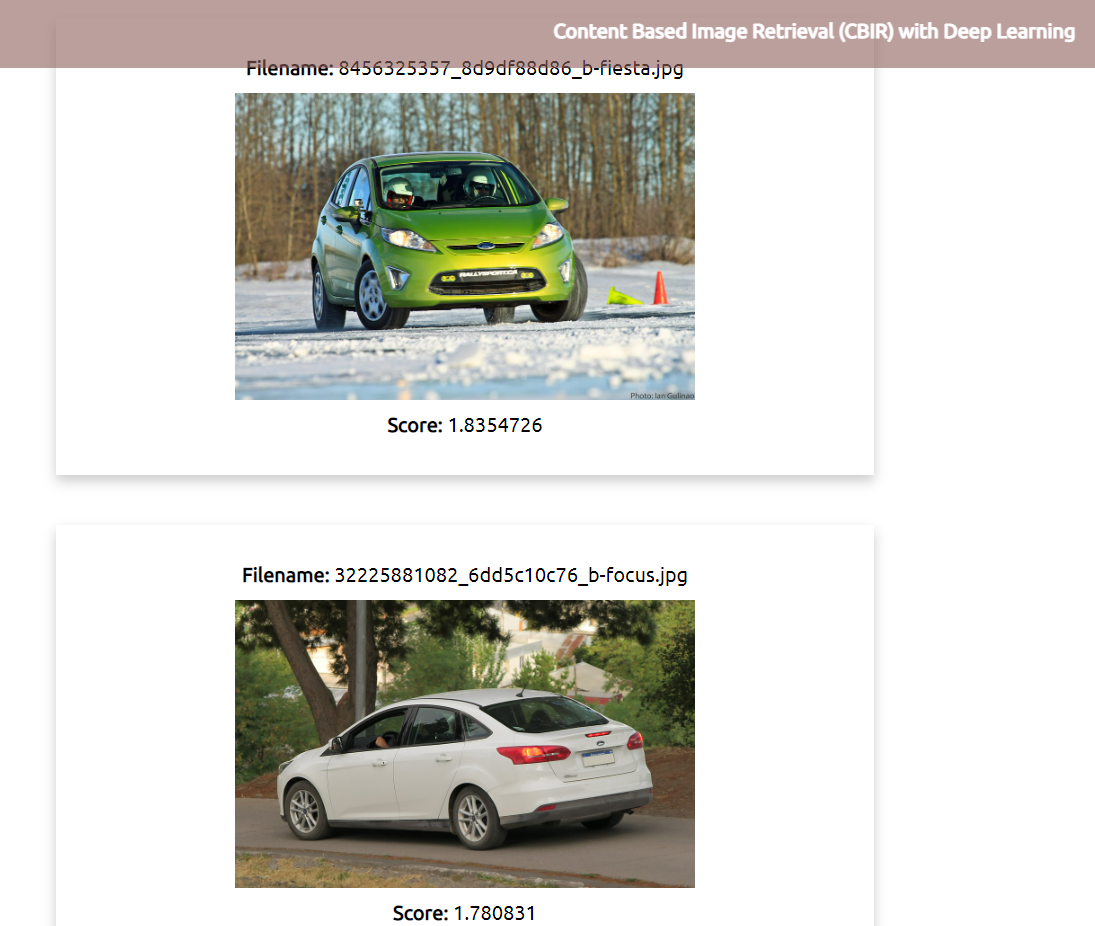 Content Based Image Retrieval (CBIR) with Deep Learning
Filename: 8456325357_8d9df88d86_b-fiesta.jpg
RALLYSPORT.CA
Photo: Ian Gulinao
Score: 1.8354726
Filename: 32225881082_6dd5c10c76_b-focus.jpg
Score: 1.780831